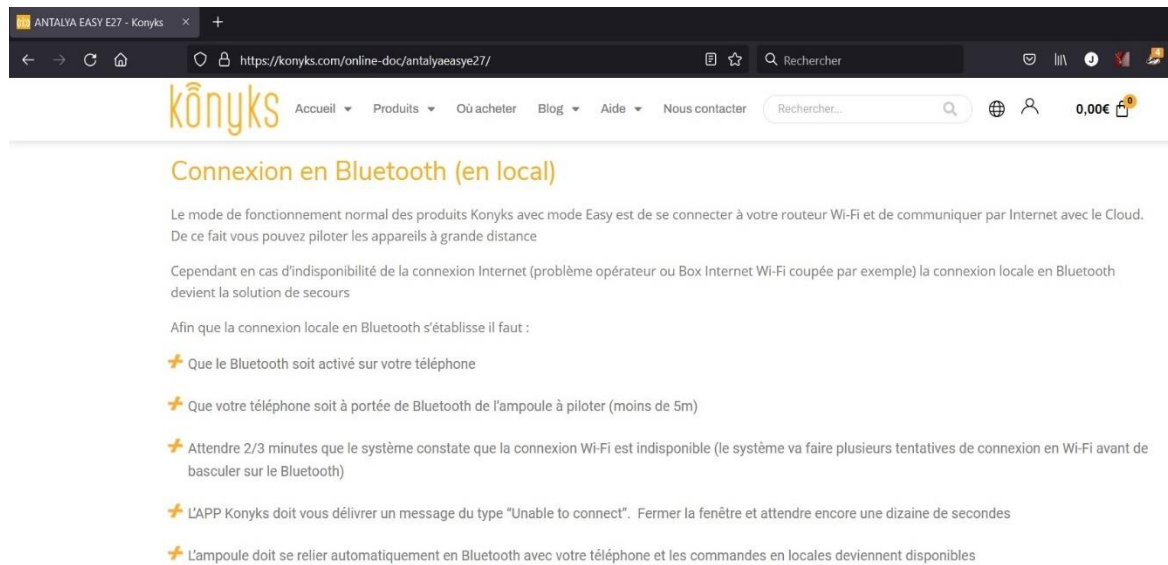 ANTALYA EASY E27 - Konyks
https://konyks.com/online-doc/antalyaeasye27/
Rechercher
4
kônyks
Accueil
Produits
Où acheter
Blog
Aide
Nous contacter
Rechercher...
0,00€
0
Connexion en Bluetooth (en local)
Le mode de fonctionnement normal des produits Konyks avec mode Easy est de se connecter à votre routeur Wi-Fi et de communiquer par Internet avec le Cloud.
De ce fait vous pouvez piloter les appareils à grande distance
Cependant en cas d'indisponibilité de la connexion Internet (problème opérateur ou Box Internet Wi-Fi coupée par exemple) la connexion locale en Bluetooth
devient la solution de secours
Afin que la connexion locale en Bluetooth s'établisse il faut :
Que le Bluetooth soit activé sur votre téléphone
Que votre téléphone soit à portée de Bluetooth de l'ampoule à piloter (moins de 5m)
Attendre 2/3 minutes que le système constate que la connexion Wi-Fi est indisponible (le système va faire plusieurs tentatives de connexion en Wi-Fi avant de
basculer sur le Bluetooth)
L'APP Konyks doit vous délivrer un message du type “Unable to connect”. Fermer la fenêtre et attendre encore une dizaine de secondes
L'ampoule doit se relier automatiquement en Bluetooth avec votre téléphone et les commandes en locales deviennent disponibles